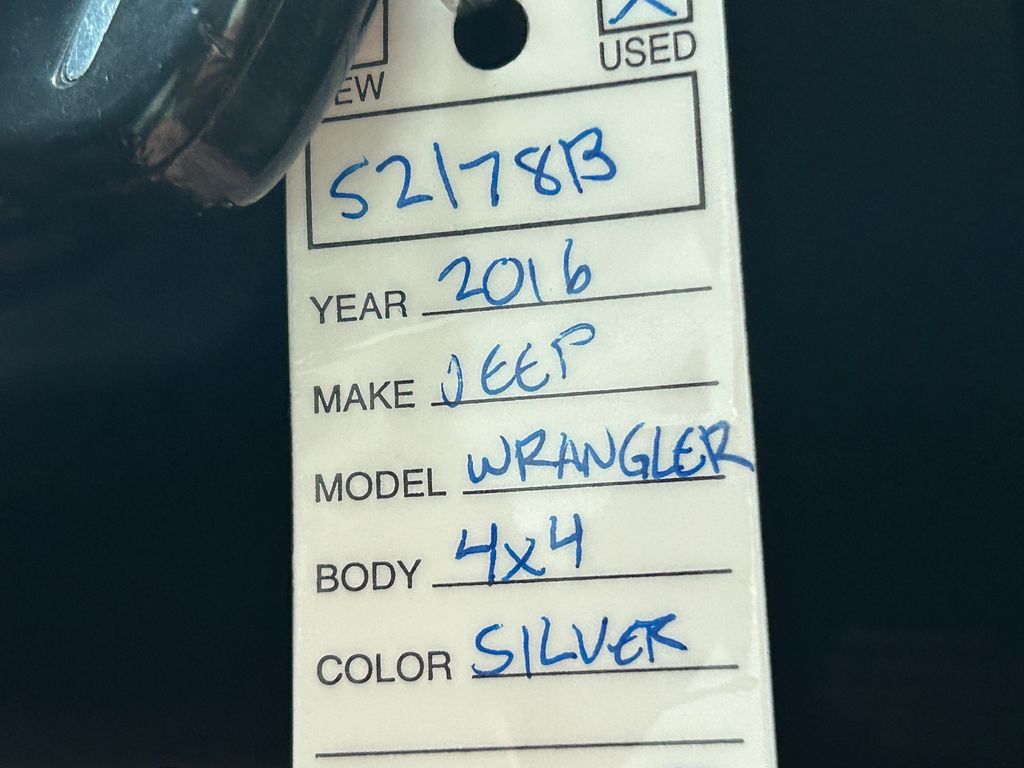 EW USED
52178B
YEAR 2016
MAKE JEEP
MODEL WRANGLER
BODY 4x4
COLOR SILVER